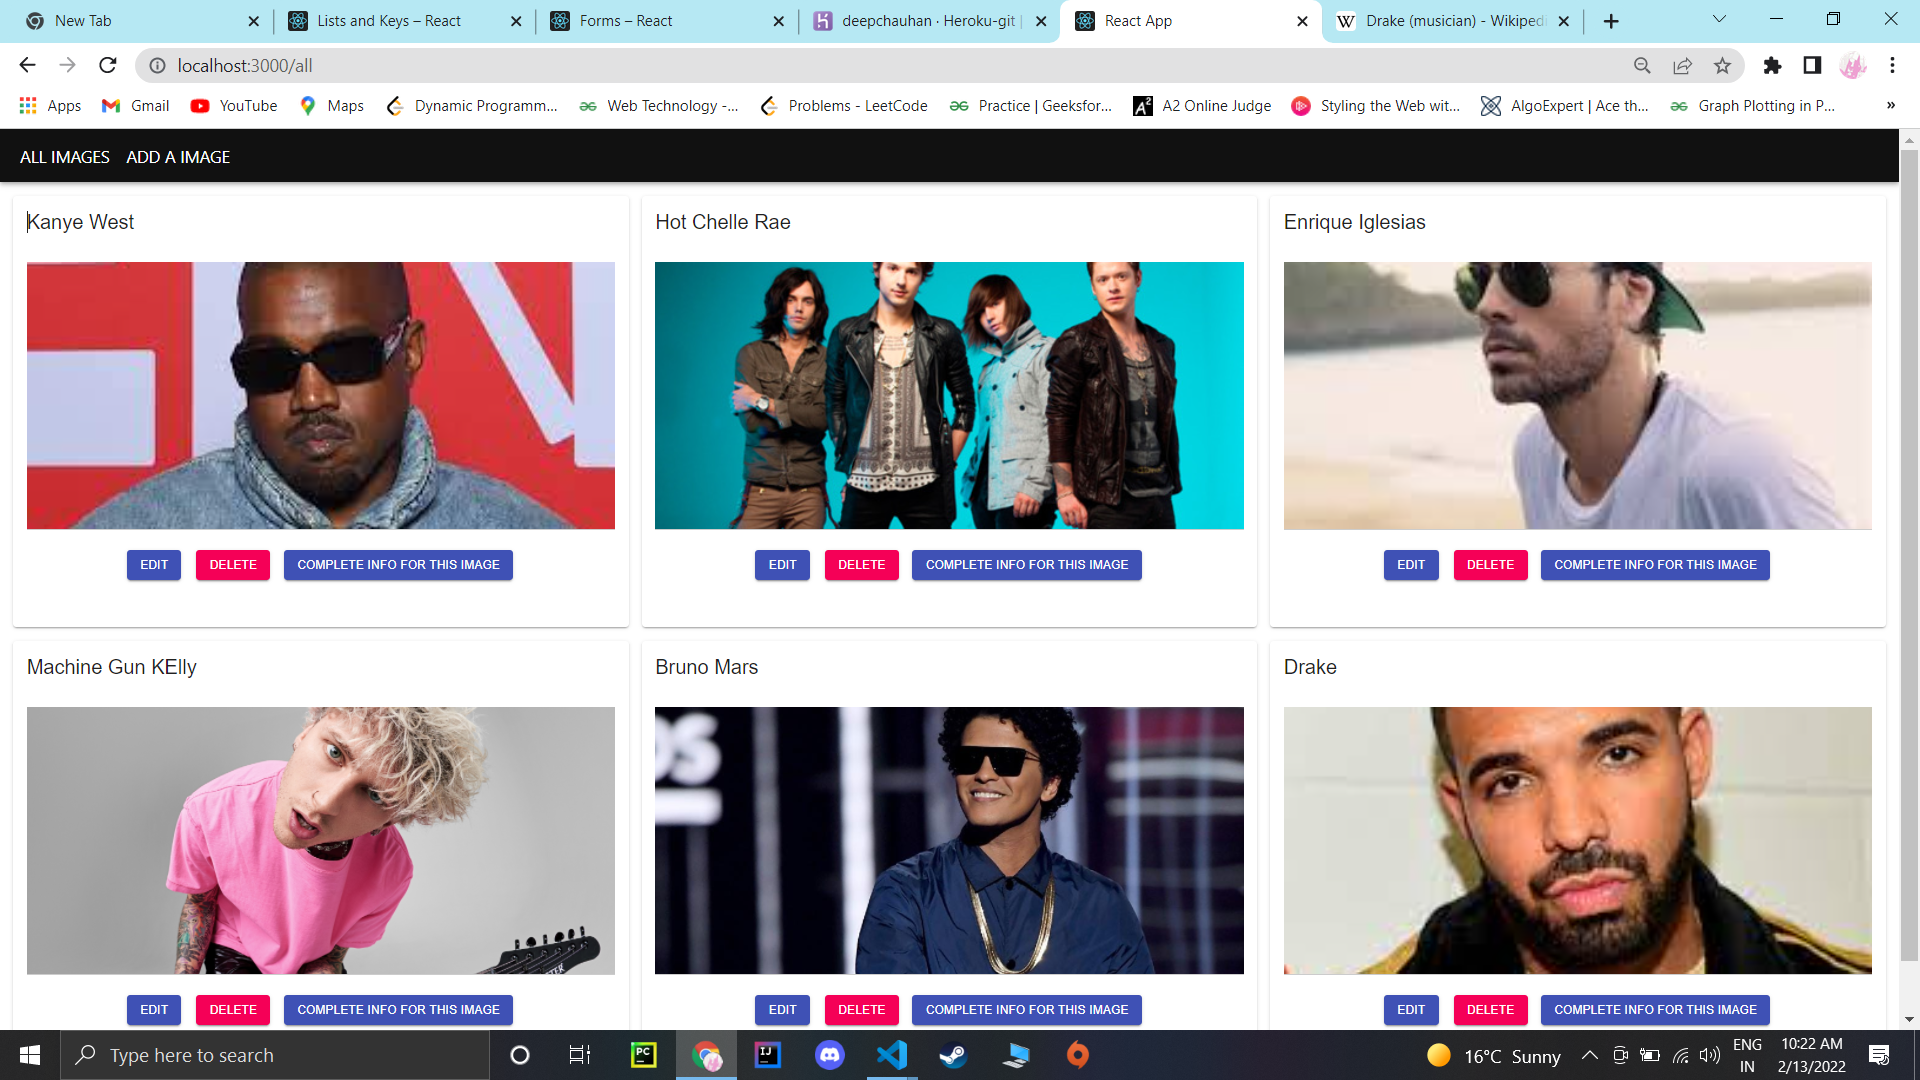 New Tab
Lists and Keys – React
Forms – React
deepchauhan · Heroku-git |
React App
Drake (musician) - Wikipedi
localhost:3000/all
Apps
Gmail
YouTube
Maps
Dynamic Programm...
Web Technology -...
Problems - LeetCode
Practice | Geeksfor...
A2 Online Judge
Styling the Web wit...
AlgoExpert | Ace th...
Graph Plotting in P...
»
ALL IMAGES ADD A IMAGE
Kanye West
Hot Chelle Rae
Enrique Iglesias
EDIT DELETE COMPLETE INFO FOR THIS IMAGE
EDIT DELETE COMPLETE INFO FOR THIS IMAGE
EDIT DELETE COMPLETE INFO FOR THIS IMAGE
Machine Gun KElly
Bruno Mars
Drake
EDIT DELETE COMPLETE INFO FOR THIS IMAGE
EDIT DELETE COMPLETE INFO FOR THIS IMAGE
EDIT DELETE COMPLETE INFO FOR THIS IMAGE
Type here to search
PC
IJ
16°C Sunny
ENG
IN
10:22 AM
2/13/2022